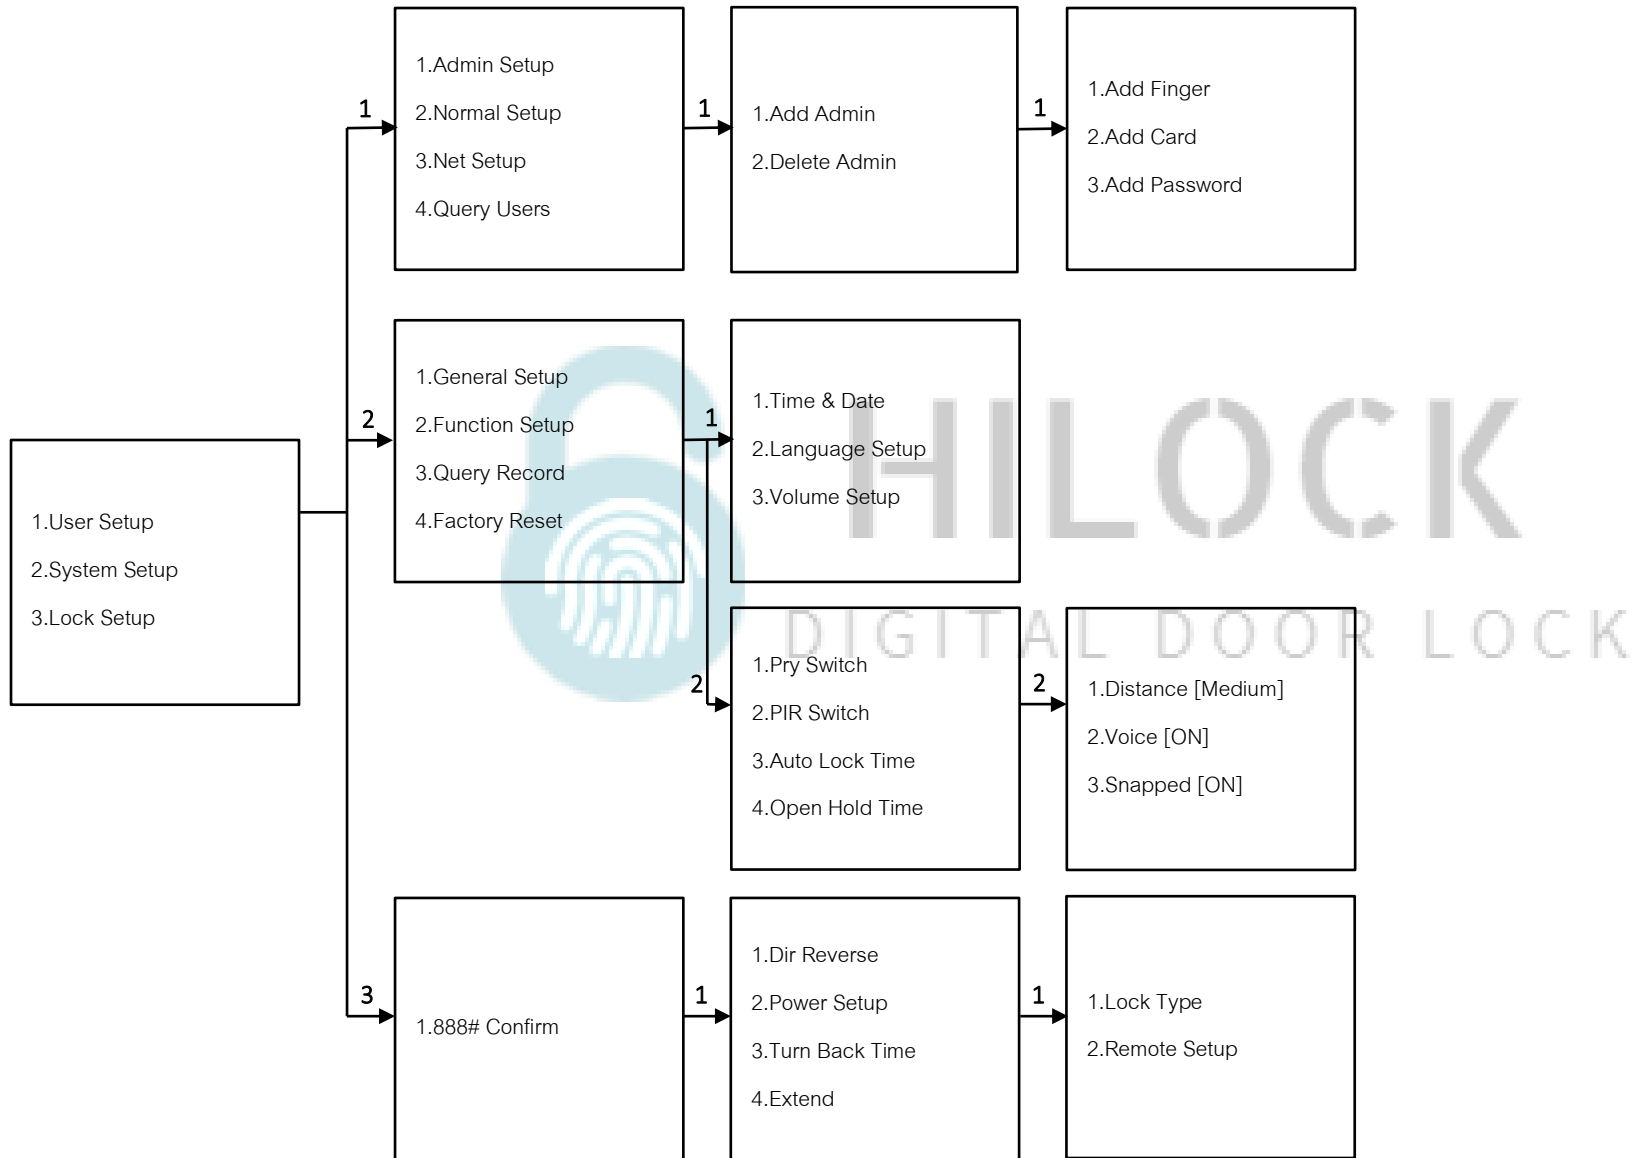 1.Admin Setup
2.Normal Setup
3.Net Setup
4.Query Users
1
1.Add Admin
2.Delete Admin
1
1.Add Finger
2.Add Card
3.Add Password
1
1.User Setup
2.System Setup
3.Lock Setup
2
1.General Setup
2.Function Setup
3.Query Record
4.Factory Reset
1
1.Time & Date
2.Language Setup
3.Volume Setup
HILOCK
DIGITAL DOOR LOCK
2
1.Pry Switch
2.PIR Switch
3.Auto Lock Time
4.Open Hold Time
2
1.Distance [Medium]
2.Voice [ON]
3.Snapped [ON]
3
1.888# Confirm
1
1.Dir Reverse
2.Power Setup
3.Turn Back Time
4.Extend
1
1.Lock Type
2.Remote Setup